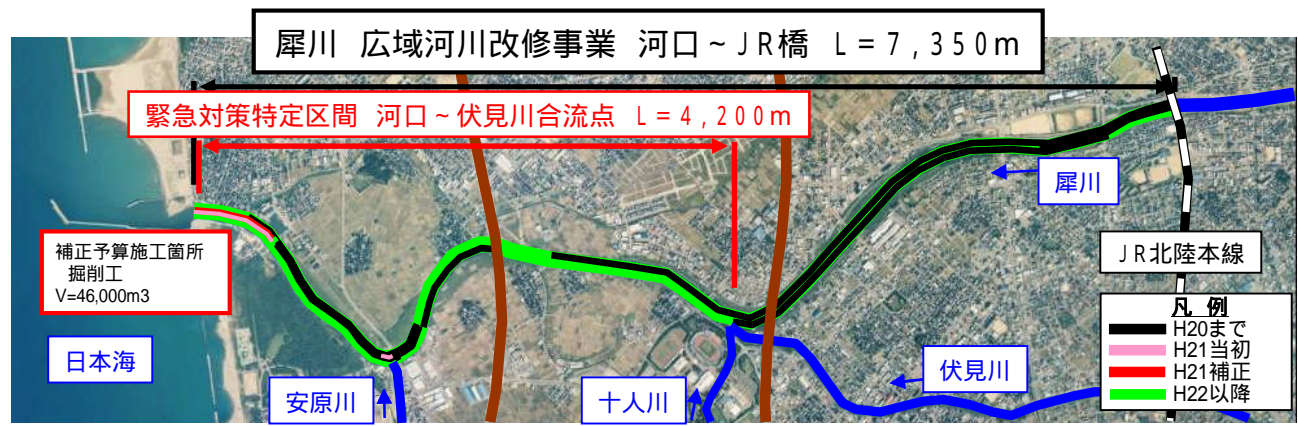 犀川 広域河川改修事業 河口～JR橋 L=7,350m
緊急対策特定区間 河口～伏見川合流点 L=4,200m
犀川
補正予算施工箇所
掘削工
V=46,000m3
JR北陸本線
日本海
安原川
十人川
伏見川
凡 例
H20まで
H21当初
H21補正
H22以降